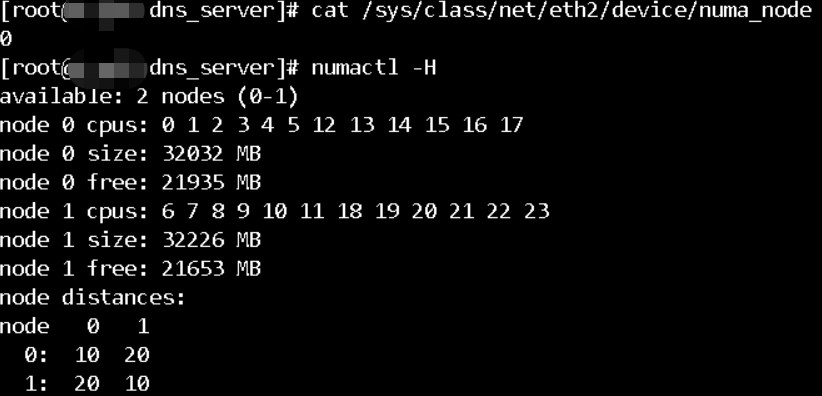 [root@ dns_server]# cat /sys/class/net/eth2/device/numa_node
0
[root@ dns_server]# numactl -H
available: 2 nodes (0-1)
node 0 cpus: 0 1 2 3 4 5 12 13 14 15 16 17
node 0 size: 32032 MB
node 0 free: 21935 MB
node 1 cpus: 6 7 8 9 10 11 18 19 20 21 22 23
node 1 size: 32226 MB
node 1 free: 21653 MB
node distances:
node 0 1
0: 10 20
1: 20 10